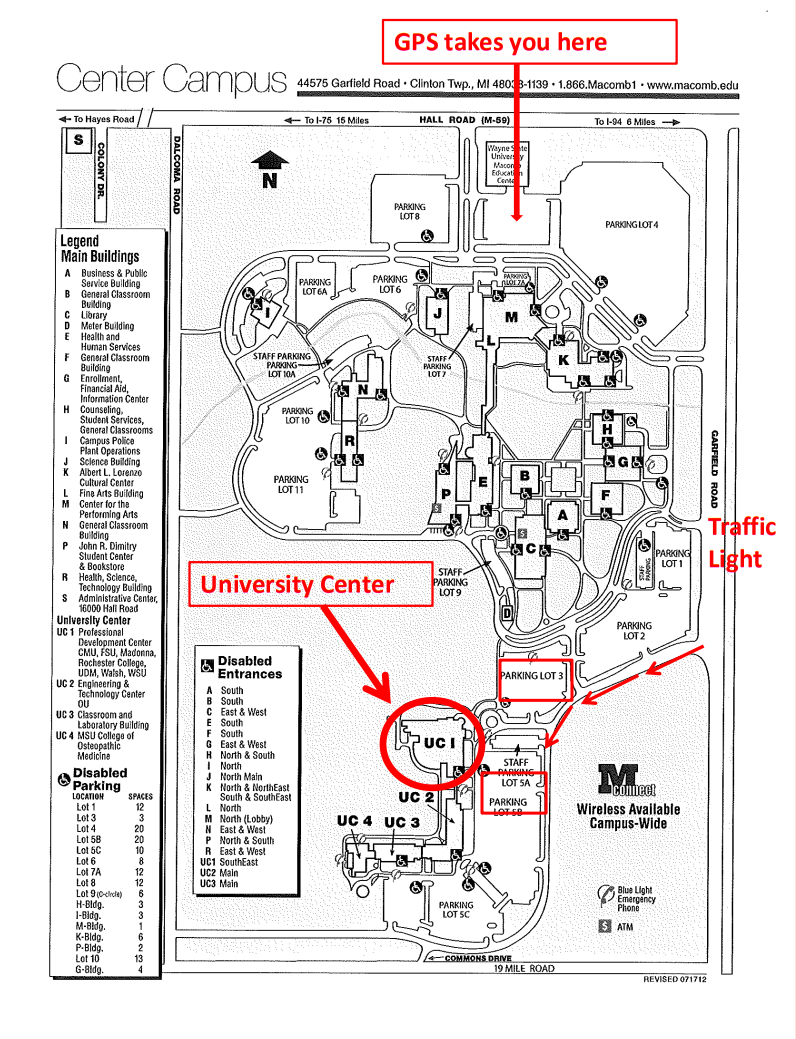 GPS takes you here
Center Campus 44575 Garfield Road • Clinton Twp., MI 48038-1139 • 1.866.Macomb1 • www.macomb.edu
To Hayes Road
To I-75 15 Miles
HALL ROAD (M-59)
To I-94 6 Miles
S
COLONY DR.
DALCOMA ROAD
N
Wayne State
University
Macomb
Education
Center
PARKING
LOT 8
PARKING LOT 4
Legend
Main Buildings
A Business & Public
Service Building
B General Classroom
Building
C Library
D Meter Building
E Health and
Human Services
F General Classroom
Building
G Enrollment,
Financial Aid,
Information Center
H Counseling,
Student Services,
General Classrooms
I Campus Police
Plant Operations
J Science Building
K Albert L. Lorenzo
Cultural Center
L Fine Arts Building
M Center for the
Performing Arts
N General Classroom
Building
P John R. Dimitry
Student Center
& Bookstore
R Health, Science,
Technology Building
S Administrative Center,
16000 Hall Road
University Center
UC 1 Professional
Development Center
CMU, FSU, Madonna,
Rochester College,
UDM, Walsh, WSU
UC 2 Engineering &
Technology Center
OU
UC 3 Classroom and
Laboratory Building
UC 4 MSU College of
Osteopathic
Medicine
Disabled
Parking
LOCATION SPACES
Lot 1 12
Lot 3 3
Lot 4 20
Lot 5B 20
Lot 5C 10
Lot 6 8
Lot 7A 12
Lot 8 12
Lot 9 (C-circle) 6
H-Bldg. 3
I-Bldg. 3
M-Bldg. 1
K-Bldg. 6
P-Bldg. 2
Lot 10 13
G-Bldg. 4
PARKING
LOT 6A
PARKING
LOT 6
PARKING
LOT 7A
I
J
M
L
K
STAFF PARKING
PARKING
LOT 10A
STAFF
PARKING
LOT 7
N
PARKING
LOT 10
R
H
G
PARKING
LOT 11
P
E
B
F
A
C
GARFIELD ROAD
Traffic
Light
STAFF
PARKING
PARKING
LOT 1
University Center
STAFF
PARKING
LOT 9
D
PARKING
LOT 2
PARKING LOT 3
Disabled
Entrances
A South
B South
C East & West
E South
F South
G East & West
H North & South
I North
J North Main
K North & NorthEast
South & SouthEast
L North
M North (Lobby)
N East & West
P North & South
R East & West
UC1 SouthEast
UC2 Main
UC3 Main
UC 1
STAFF
PARKING
LOT 5A
PARKING
LOT 5B
UC 2
UC 4
UC 3
M
connect
Wireless Available
Campus-Wide
PARKING
LOT 5C
Blue Light
Emergency
Phone
$ ATM
COMMONS DRIVE
19 MILE ROAD
REVISED 071712